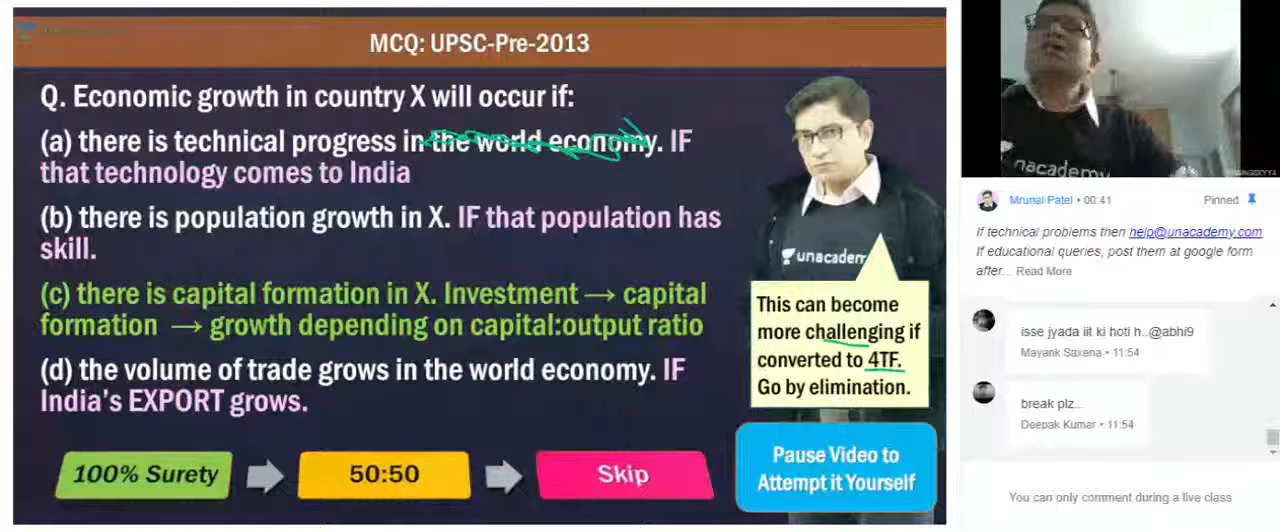 MCQ: UPSC-Pre-2013
Q. Economic growth in country X will occur if:
(a) there is technical progress in the world economy. IF
that technology comes to India
(b) there is population growth in X. IF that population has
skill.
(c) there is capital formation in X. Investment → capital
formation → growth depending on capital:output ratio
(d) the volume of trade grows in the world economy. IF
India's EXPORT grows.
unacadem
This can become
more challenging if
converted to 4TF.
Go by elimination.
100% Surety
50:50
Skip
Pause Video to
Attempt it Yourself
unacademy
Mrunal Patel • 00:41
Pinned
If technical problems then help@unacademy.com
If educational queries, post them at google form
after... Read More
isse jyada iit ki hoti h..@abhi9
Mayank Saxena • 11:54
break plz...
Deepak Kumar • 11:54
You can only comment during a live class